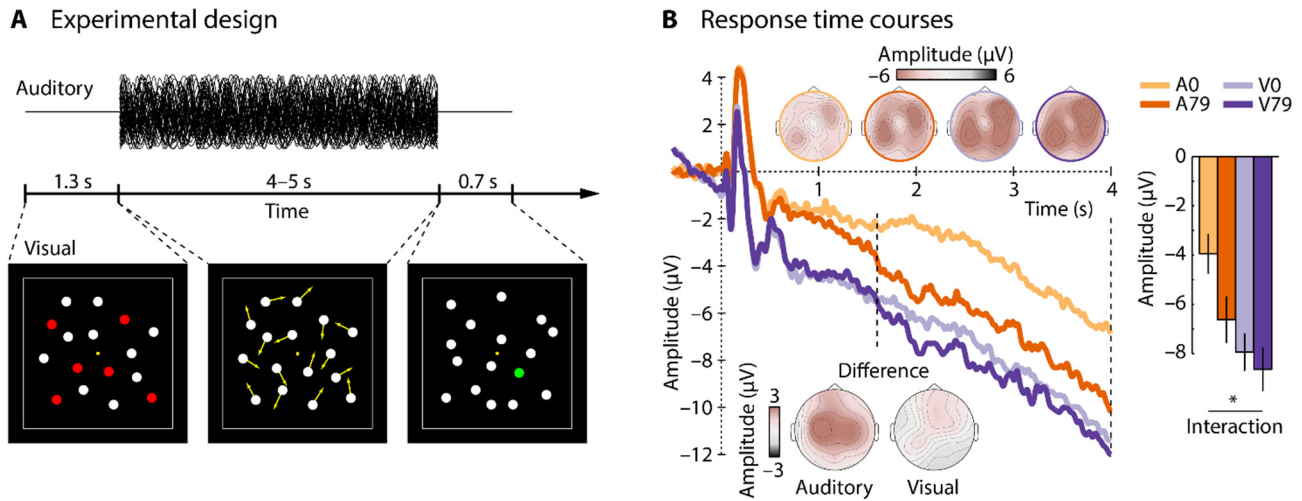 A Experimental design
Auditory
1.3 s
4–5 s
0.7 s
Time
Visual
B Response time courses
Amplitude (µV)
−6 6
A0 V0
A79 V79
4
2
−2
−4
−6
−8
−10
−12
Amplitude (µV)
1 2 3 4
Time (s)
Difference
Amplitude (µV)
3
−3
Auditory Visual
0
−2
−4
−6
−8
Amplitude (µV)
*
Interaction